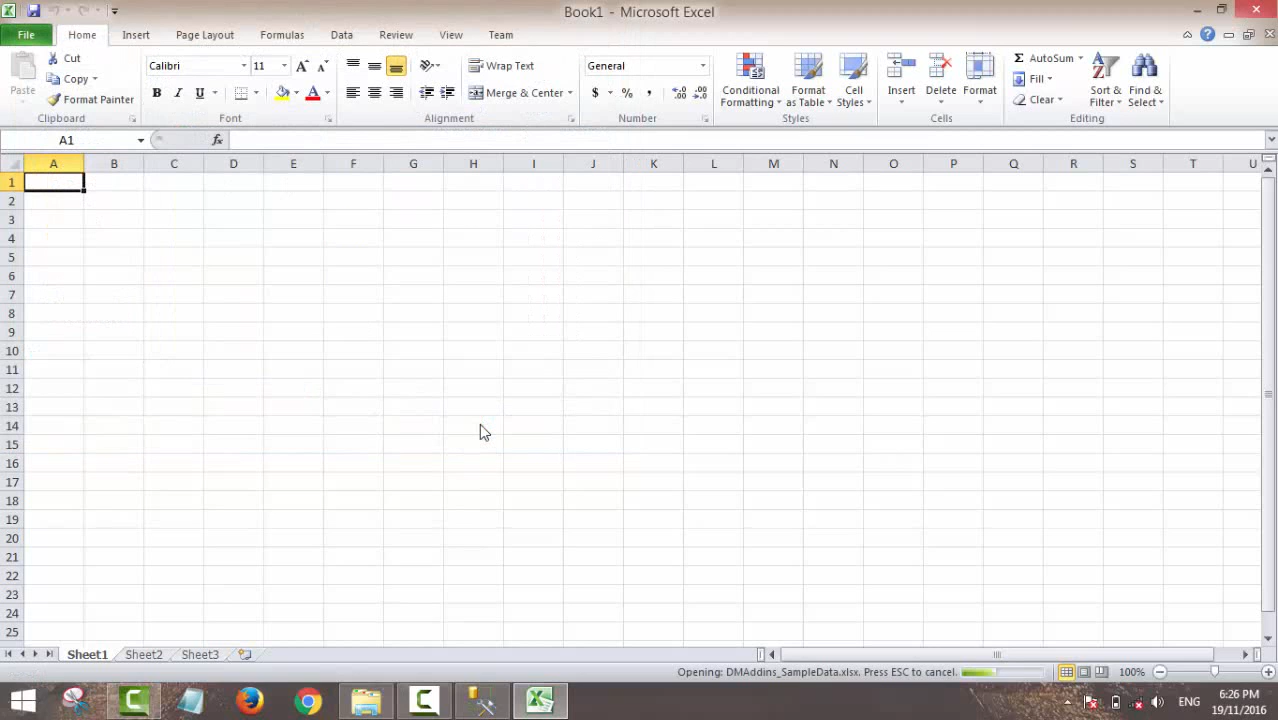 Book1 - Microsoft Excel
File Home Insert Page Layout Formulas Data Review View Team
Paste
Cut
Copy
Format Painter
Clipboard
Calibri 11
B I U
Font
Wrap Text
Merge & Center
Alignment
General
$ % ,
Number
Conditional Formatting
Format as Table
Cell Styles
Styles
Insert Delete Format
Cells
Σ AutoSum
Fill
Clear
Sort & Filter
Find & Select
Editing
A1 fx
A B C D E F G H I J K L M N O P Q R S T U
1
2
3
4
5
6
7
8
9
10
11
12
13
14
15
16
17
18
19
20
21
22
23
24
25
Sheet1 Sheet2 Sheet3
Opening: DMAddins_SampleData.xlsx. Press ESC to cancel. 100%
ENG 6:26 PM
19/11/2016